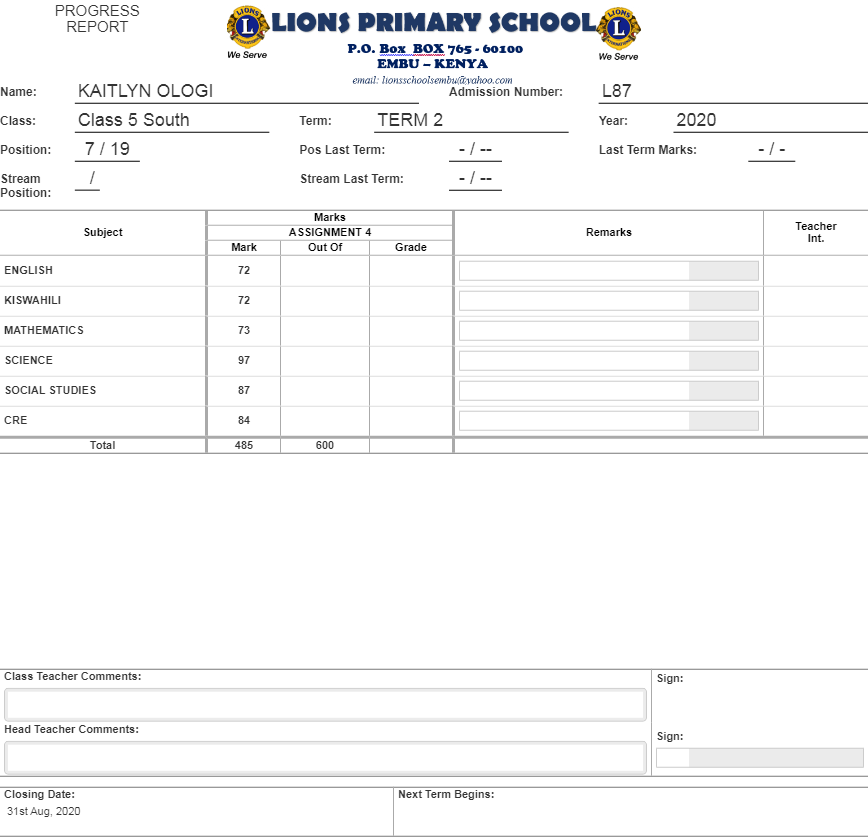 PROGRESS
REPORT
LIONS PRIMARY SCHOOL
P.O. Box BOX 765 - 60100
EMBU – KENYA
email: lionsschoolsembu@yahoo.com
LIONS
L
INTERNATIONAL
We Serve
LIONS
L
INTERNATIONAL
We Serve
Name: KAITLYN OLOGI Admission Number: L87
Class: Class 5 South Term: TERM 2 Year: 2020
Position: 7 / 19 Pos Last Term: - / -- Last Term Marks: - / -
Stream Position: / Stream Last Term: - / --
Subject Marks Remarks Teacher Int.
ASSIGNMENT 4
Mark Out Of Grade
ENGLISH 72
KISWAHILI 72
MATHEMATICS 73
SCIENCE 97
SOCIAL STUDIES 87
CRE 84
Total 485 600
Class Teacher Comments: Sign:
Head Teacher Comments: Sign:
Closing Date: Next Term Begins:
31st Aug, 2020